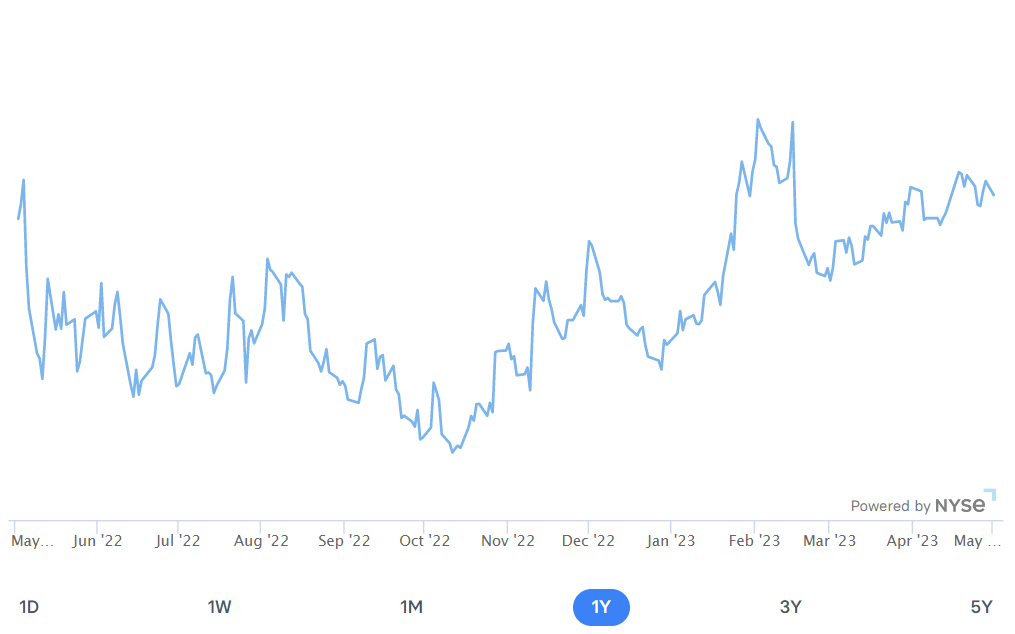 Powered by NYSE
May... Jun '22 Jul '22 Aug '22 Sep '22 Oct '22 Nov '22 Dec '22 Jan '23 Feb '23 Mar '23 Apr '23 May ...
1D 1W 1M 1Y 3Y 5Y